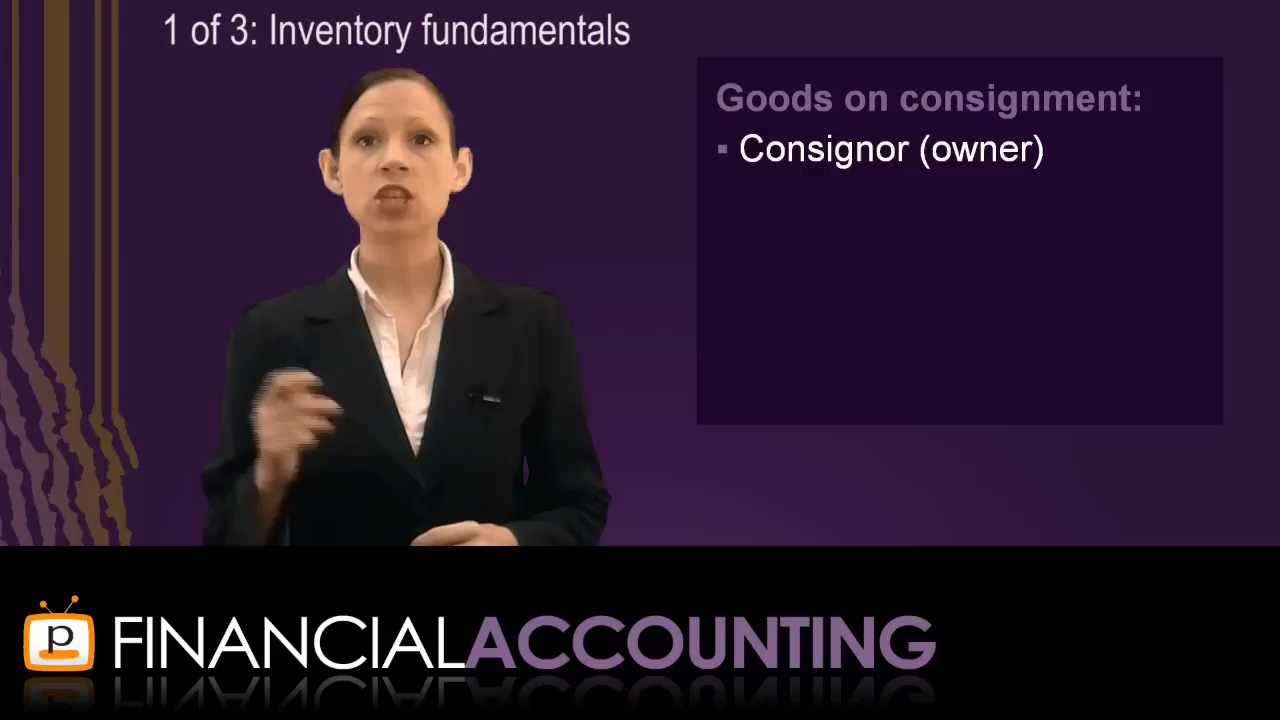 1 of 3: Inventory fundamentals
Goods on consignment:
▪ Consignor (owner)
p FINANCIALACCOUNTING